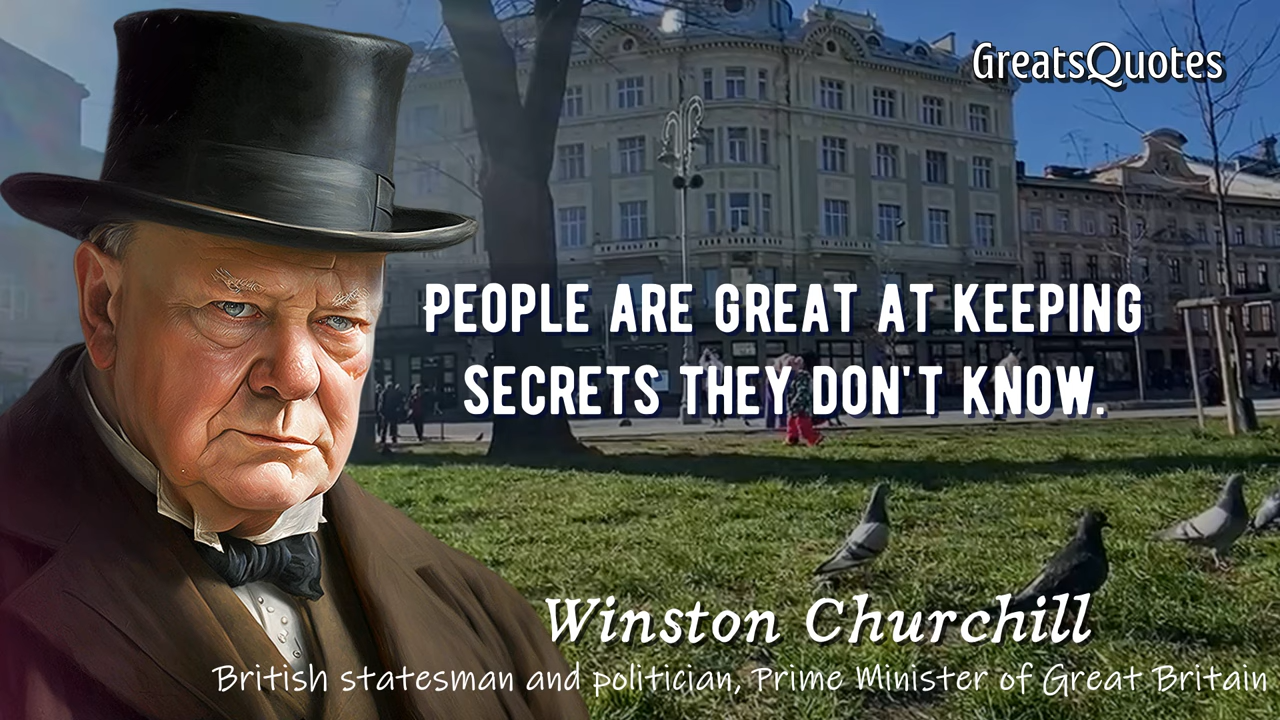 GreatsQuotes
PEOPLE ARE GREAT AT KEEPING
SECRETS THEY DON'T KNOW.
Winston Churchill
British statesman and politician, Prime Minister of Great Britain